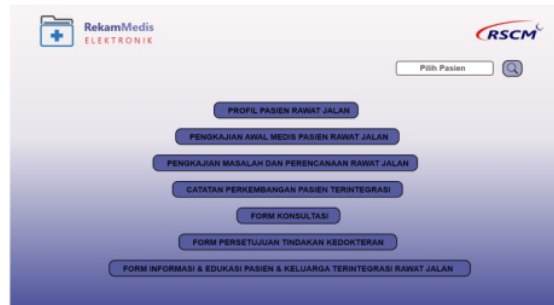 RekamMedis
ELEKTRONIK
RSCM
Pilih Pasien
PROFIL PASIEN RAWAT JALAN
PENGKAJIAN AWAL MEDIS PASIEN RAWAT JALAN
PENGKAJIAN MASALAH DAN PERENCANAAN RAWAT JALAN
CATATAN PERKEMBANGAN PASIEN TERINTEGRASI
FORM KONSULTASI
FORM PERSETUJUAN TINDAKAN KEDOKTERAN
FORM INFORMASI & EDUKASI PASIEN & KELUARGA TERINTEGRASI RAWAT JALAN